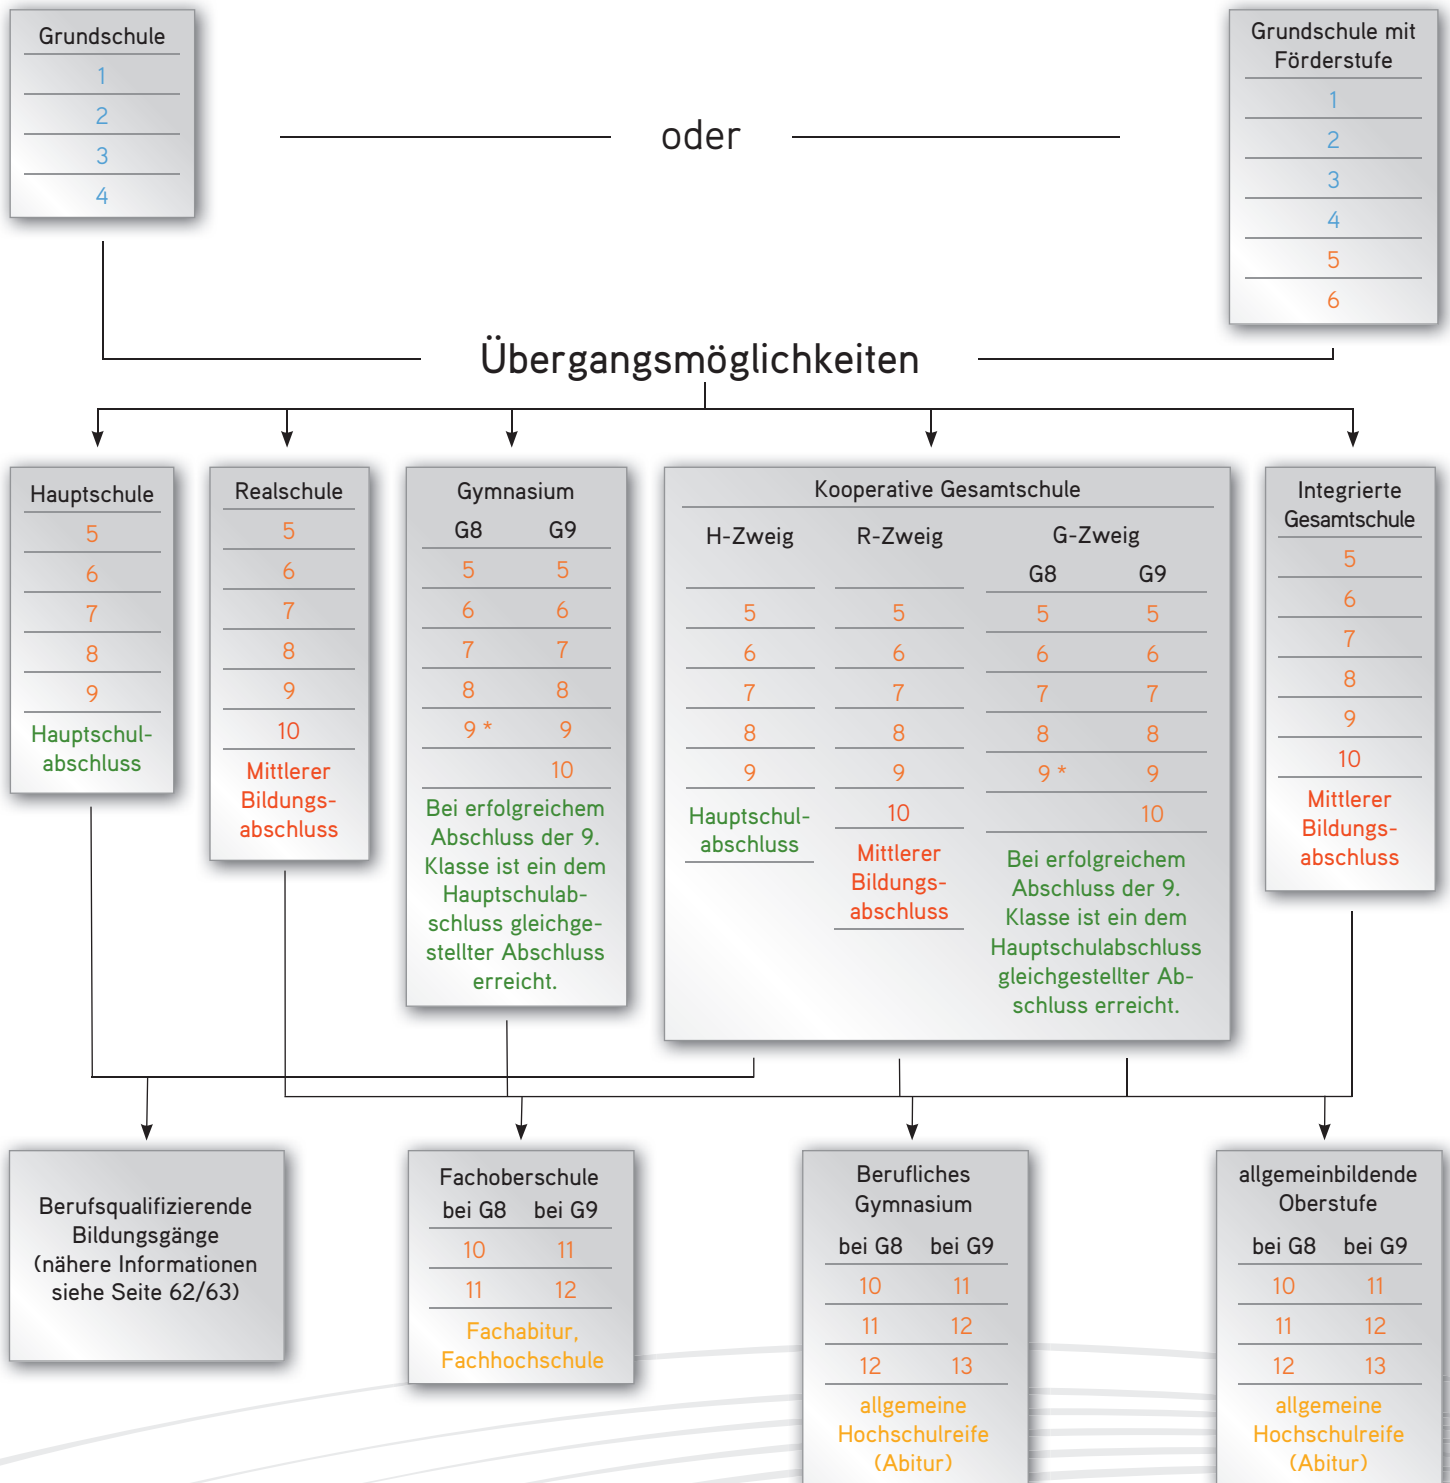 Grundschule
1
2
3
4
oder
Grundschule mit
Förderstufe
1
2
3
4
5
6
Übergangsmöglichkeiten
Hauptschule
5
6
7
8
9
Hauptschul-
abschluss
Realschule
5
6
7
8
9
10
Mittlerer
Bildungs-
abschluss
Gymnasium
G8 G9
5 5
6 6
7 7
8 8
9 * 9
10
Bei erfolgreichem
Abschluss der 9.
Klasse ist ein dem
Hauptschulab-
schluss gleichge-
stellter Abschluss
erreicht.
Kooperative Gesamtschule
H-Zweig
5
6
7
8
9
Hauptschul-
abschluss
R-Zweig
5
6
7
8
9
10
Mittlerer
Bildungs-
abschluss
G-Zweig
G8 G9
5 5
6 6
7 7
8 8
9 * 9
10
Bei erfolgreichem
Abschluss der 9.
Klasse ist ein dem
Hauptschulabschluss
gleichgestellter Ab-
schluss erreicht.
Integrierte
Gesamtschule
5
6
7
8
9
10
Mittlerer
Bildungs-
abschluss
Berufsqualifizierende
Bildungsgänge
(nähere Informationen
siehe Seite 62/63)
Fachoberschule
bei G8 bei G9
10 11
11 12
Fachabitur,
Fachhochschule
Berufliches
Gymnasium
bei G8 bei G9
10 11
11 12
12 13
allgemeine
Hochschulreife
(Abitur)
allgemeinbildende
Oberstufe
bei G8 bei G9
10 11
11 12
12 13
allgemeine
Hochschulreife
(Abitur)